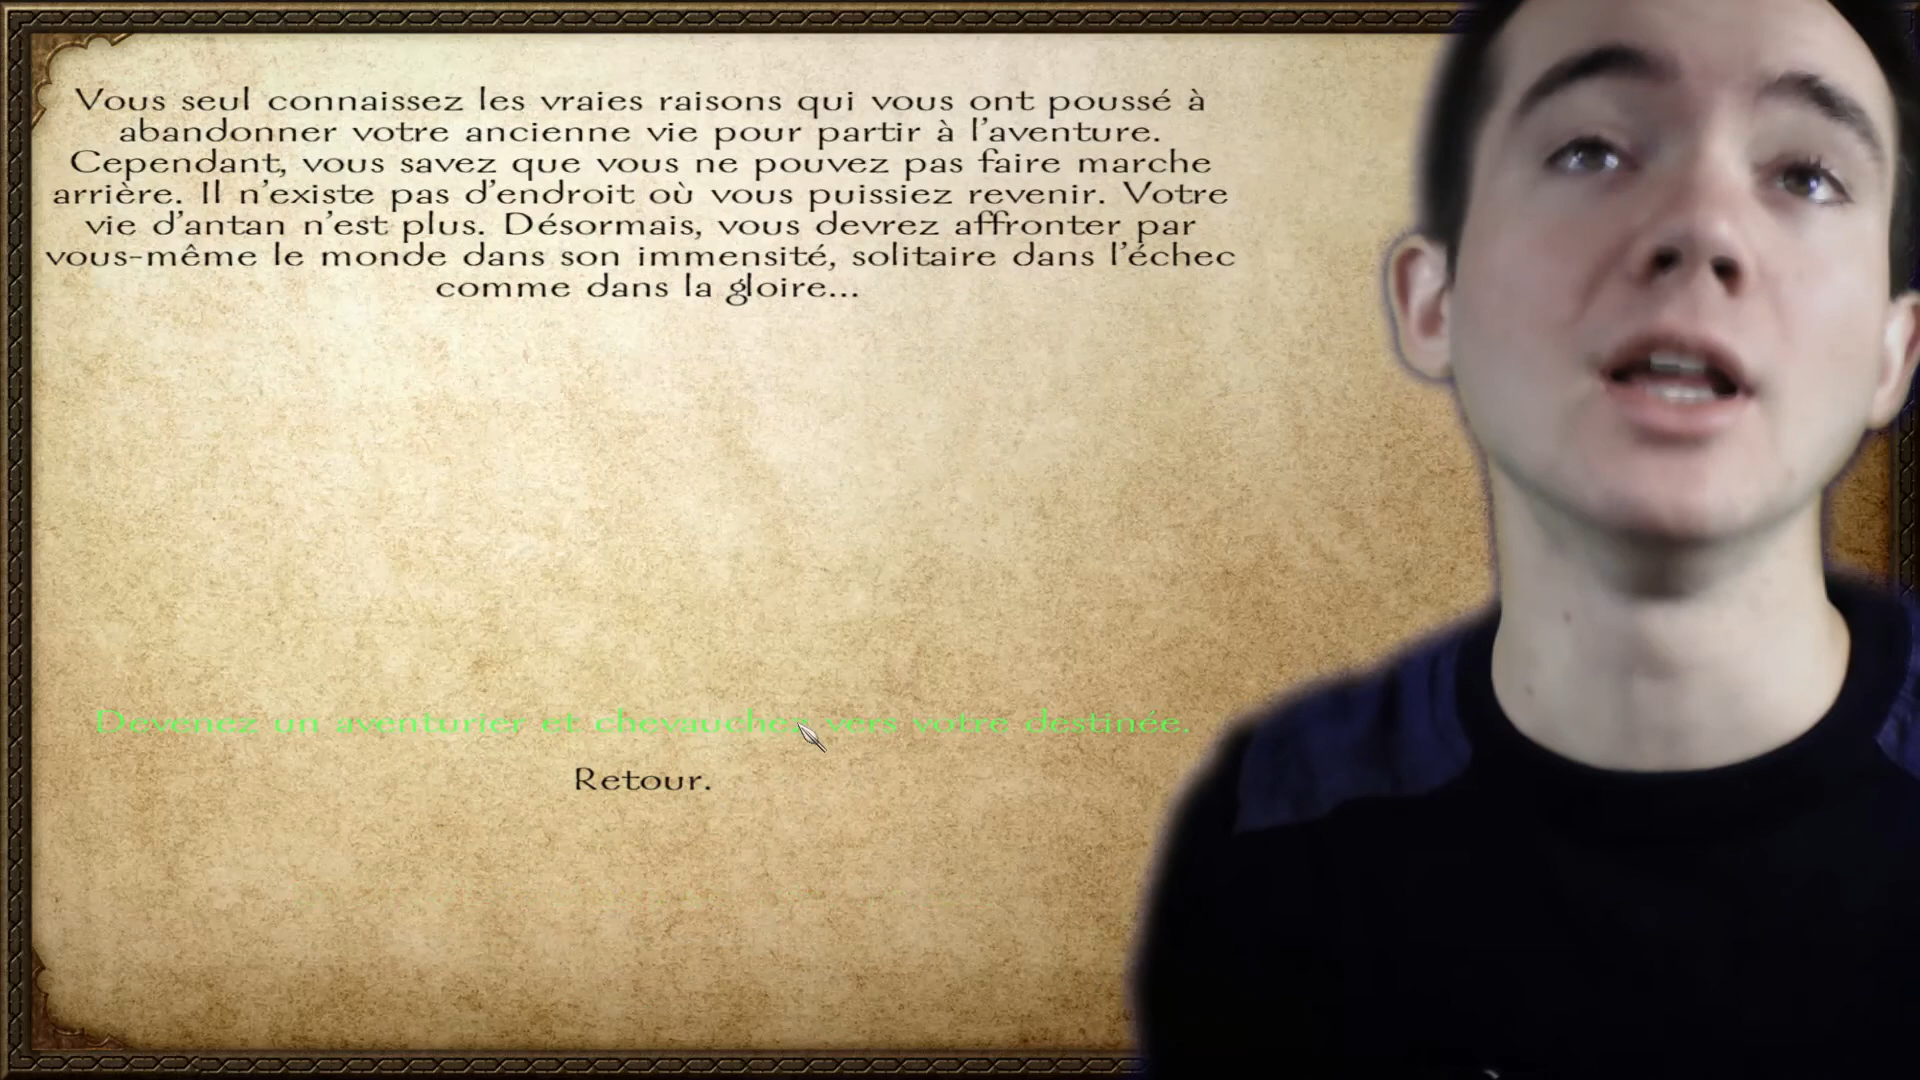 Vous seul connaissez les vraies raisons qui vous ont poussé à
abandonner votre ancienne vie pour partir à l'aventure.
Cependant, vous savez que vous ne pouvez pas faire marche
arrière. Il n'existe pas d'endroit où vous puissiez revenir. Votre
vie d'antan n'est plus. Désormais, vous devrez affronter par
vous-même le monde dans son immensité, solitaire dans l'échec
comme dans la gloire...
Devenez un aventurier et chevauchez vers votre destinée.
Retour.